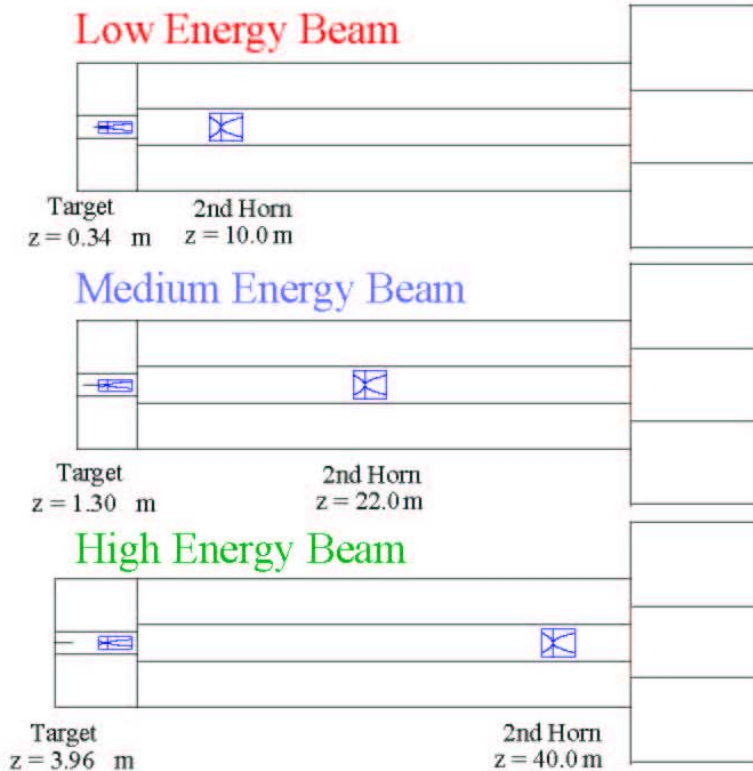 Low Energy Beam
Target
z = 0.34 m
2nd Horn
z = 10.0 m
Medium Energy Beam
Target
z = 1.30 m
2nd Horn
z = 22.0 m
High Energy Beam
Target
z = 3.96 m
2nd Horn
z = 40.0 m